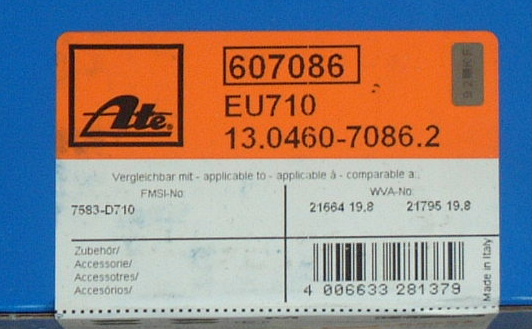 Ate
607086
EU710
13.0460-7086.2
Vergleichbar mit - applicable to - applicable à - comparable a:
FMSI-No:
WVA-No:
7583-D710
21664 19,8 21795 19,8
Zubehör/
Accessorie/
Accessotres/
Accesórios/
Made in Italy
4 006633 281379